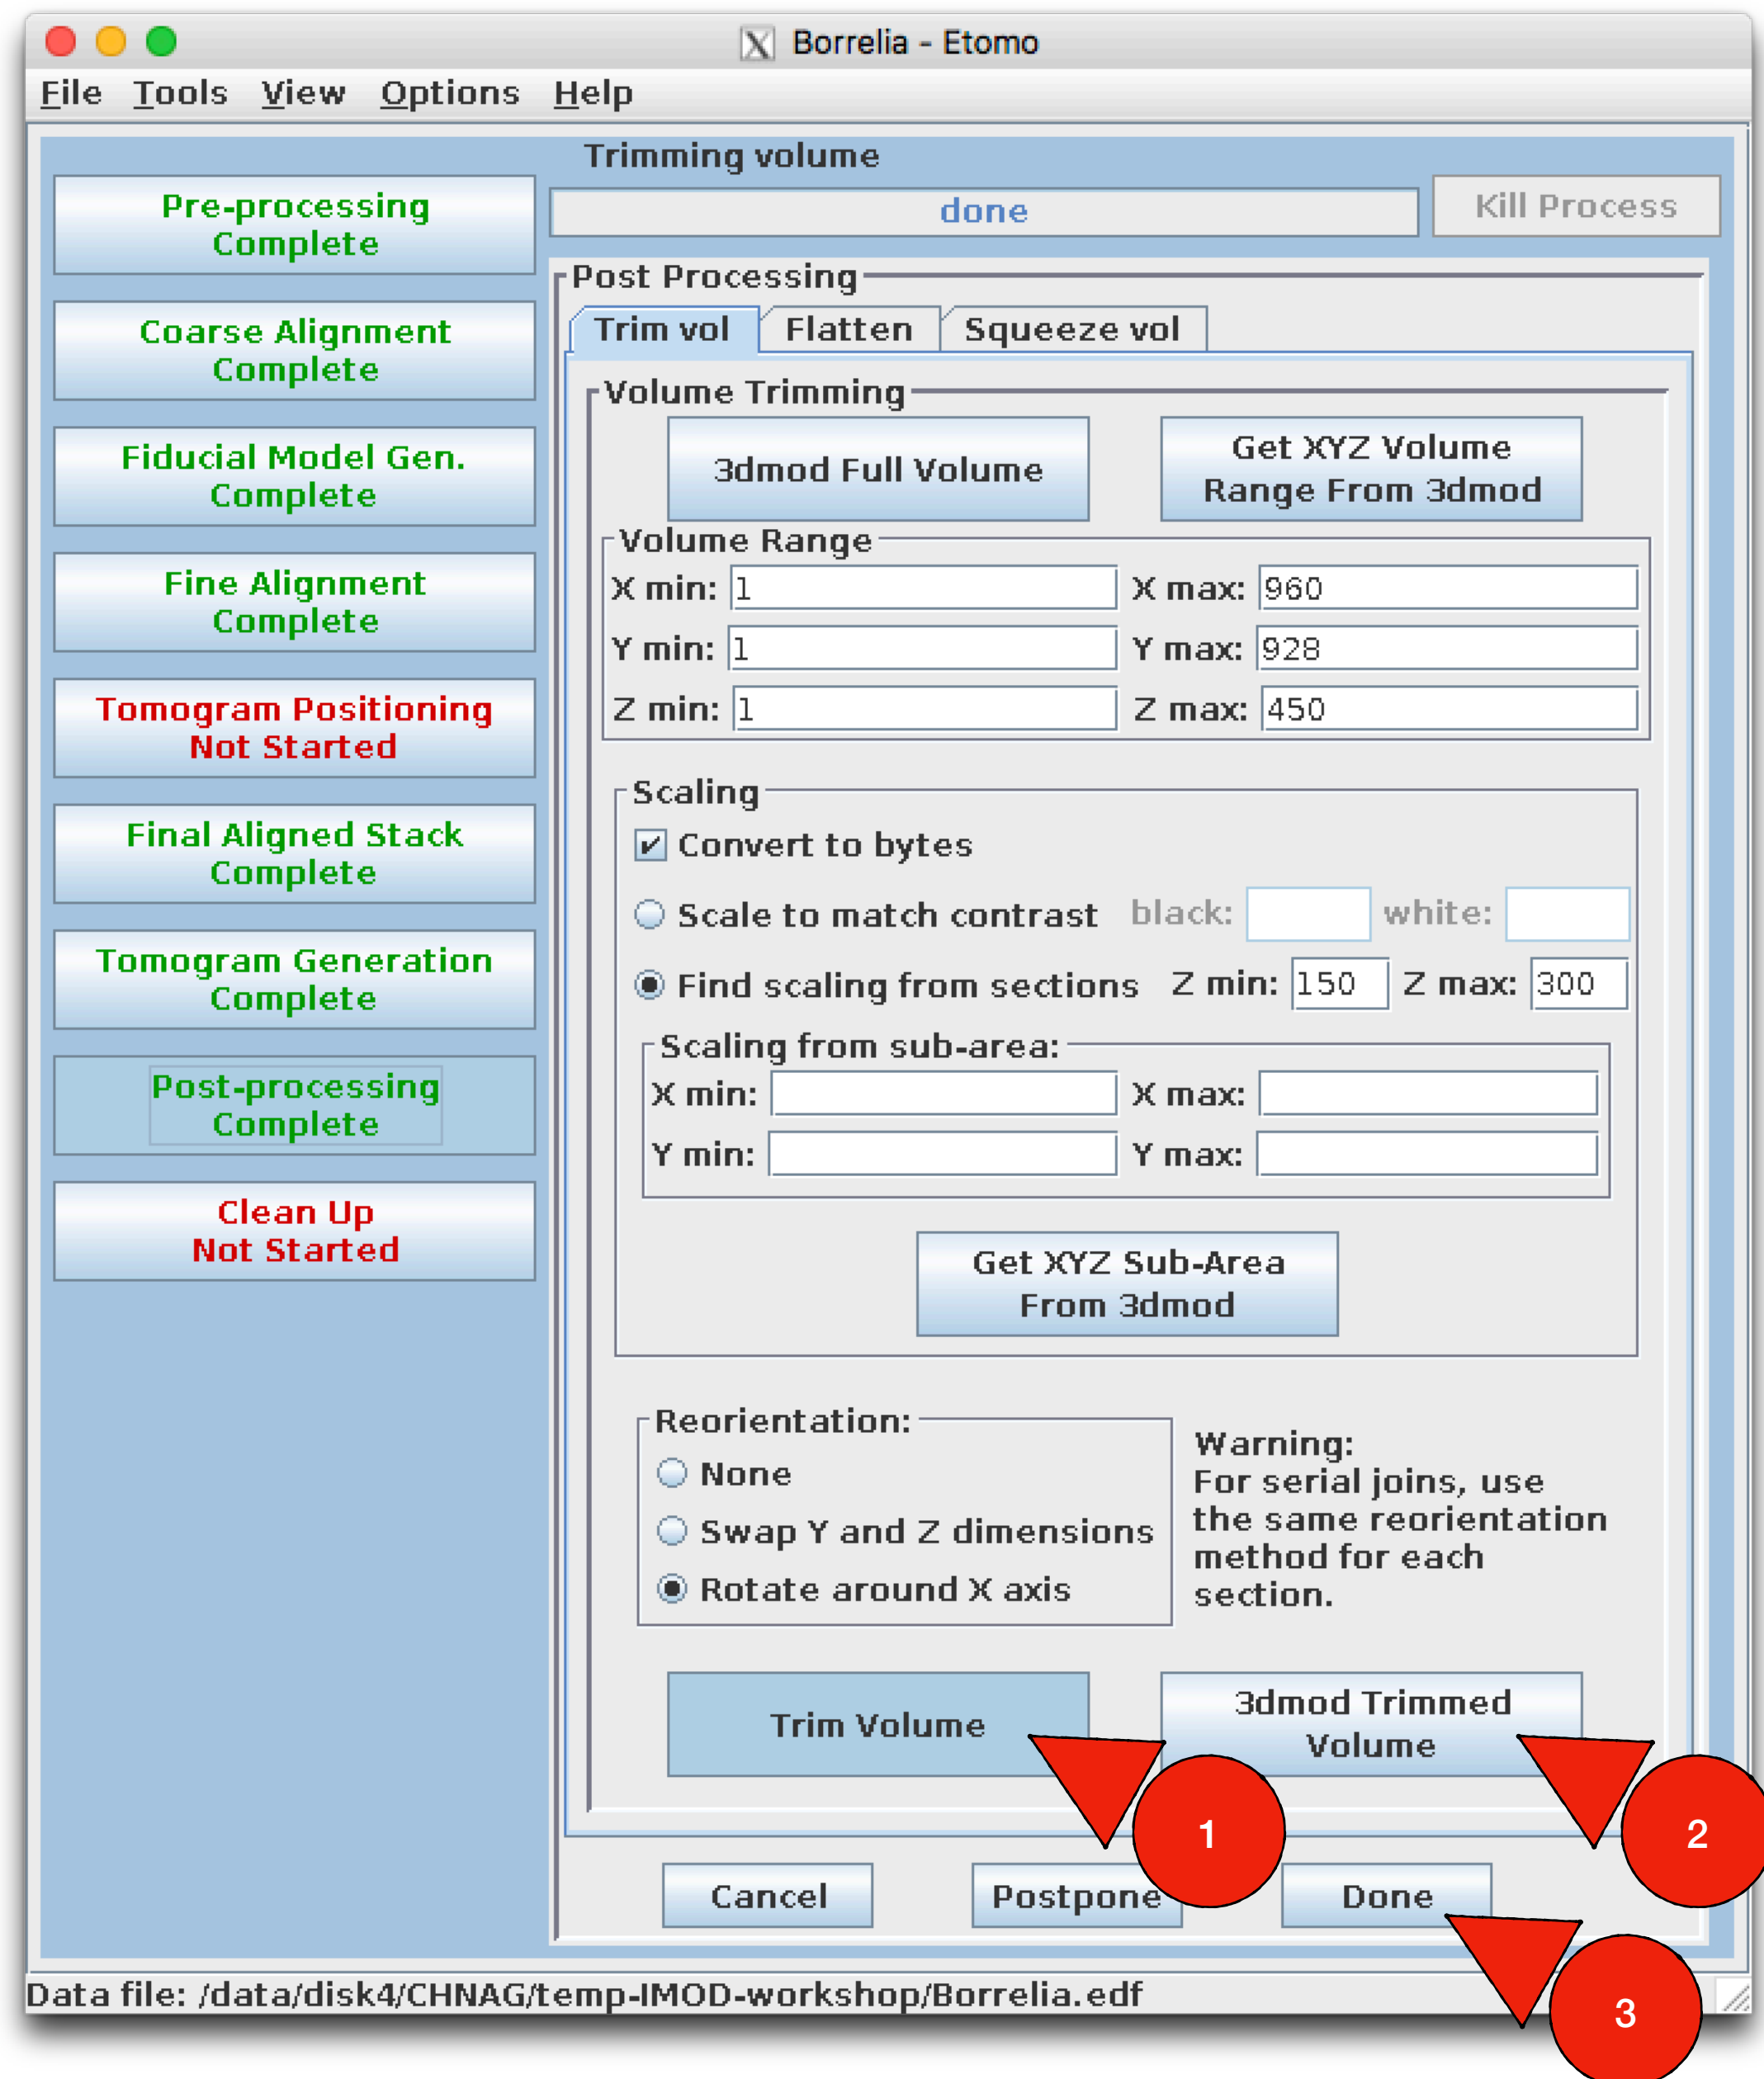 Borrelia - Etomo
File Tools View Options Help
Trimming volume
done
Kill Process
Pre-processing
Complete
Coarse Alignment
Complete
Fiducial Model Gen.
Complete
Fine Alignment
Complete
Tomogram Positioning
Not Started
Final Aligned Stack
Complete
Tomogram Generation
Complete
Post-processing
Complete
Clean Up
Not Started
Post Processing
Trim vol Flatten Squeeze vol
Volume Trimming
3dmod Full Volume
Get XYZ Volume
Range From 3dmod
Volume Range
X min: 1 X max: 960
Y min: 1 Y max: 928
Z min: 1 Z max: 450
Scaling
Convert to bytes
Scale to match contrast black: white:
Find scaling from sections Z min: 150 Z max: 300
Scaling from sub-area:
X min: X max:
Y min: Y max:
Get XYZ Sub-Area
From 3dmod
Reorientation:
None
Swap Y and Z dimensions
Rotate around X axis
Warning:
For serial joins, use
the same reorientation
method for each
section.
Trim Volume
3dmod Trimmed
Volume
1
2
Cancel Postpone Done
3
Data file: /data/disk4/CHNAG/temp-IMOD-workshop/Borrelia.edf